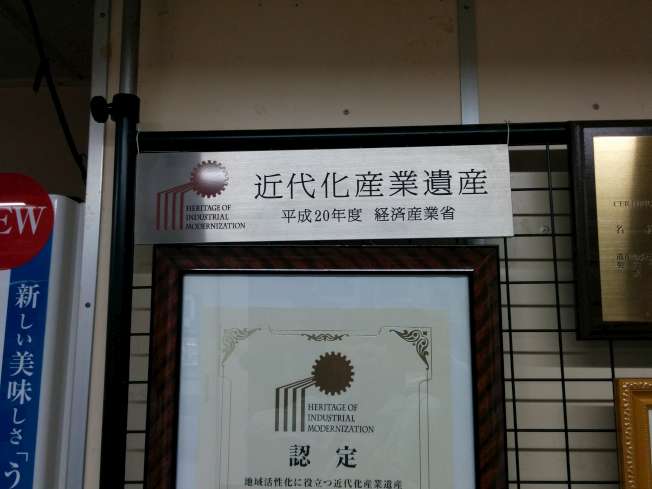 近代化産業遺産
平成20年度 経済産業省
HERITAGE OF
INDUSTRIAL
MODERNIZATION
HERITAGE OF
INDUSTRIAL
MODERNIZATION
認定
地域活性化に役立つ近代化産業遺産
新しい美味しさ「う